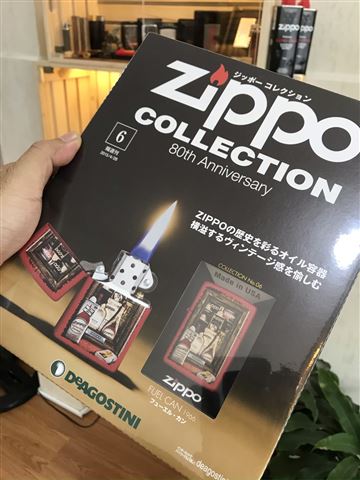 ジッポー コレクション
Zippo
COLLECTION
80th Anniversary
6
隔週刊
ZIPPOの歴史を彩るオイル容器
横溢するヴィンテージ感を愉しむ
COLLECTION No.06
Made in USA
zippo
FUEL CAN 1966
フューエル・カン
DeAGOSTINI
deagostini